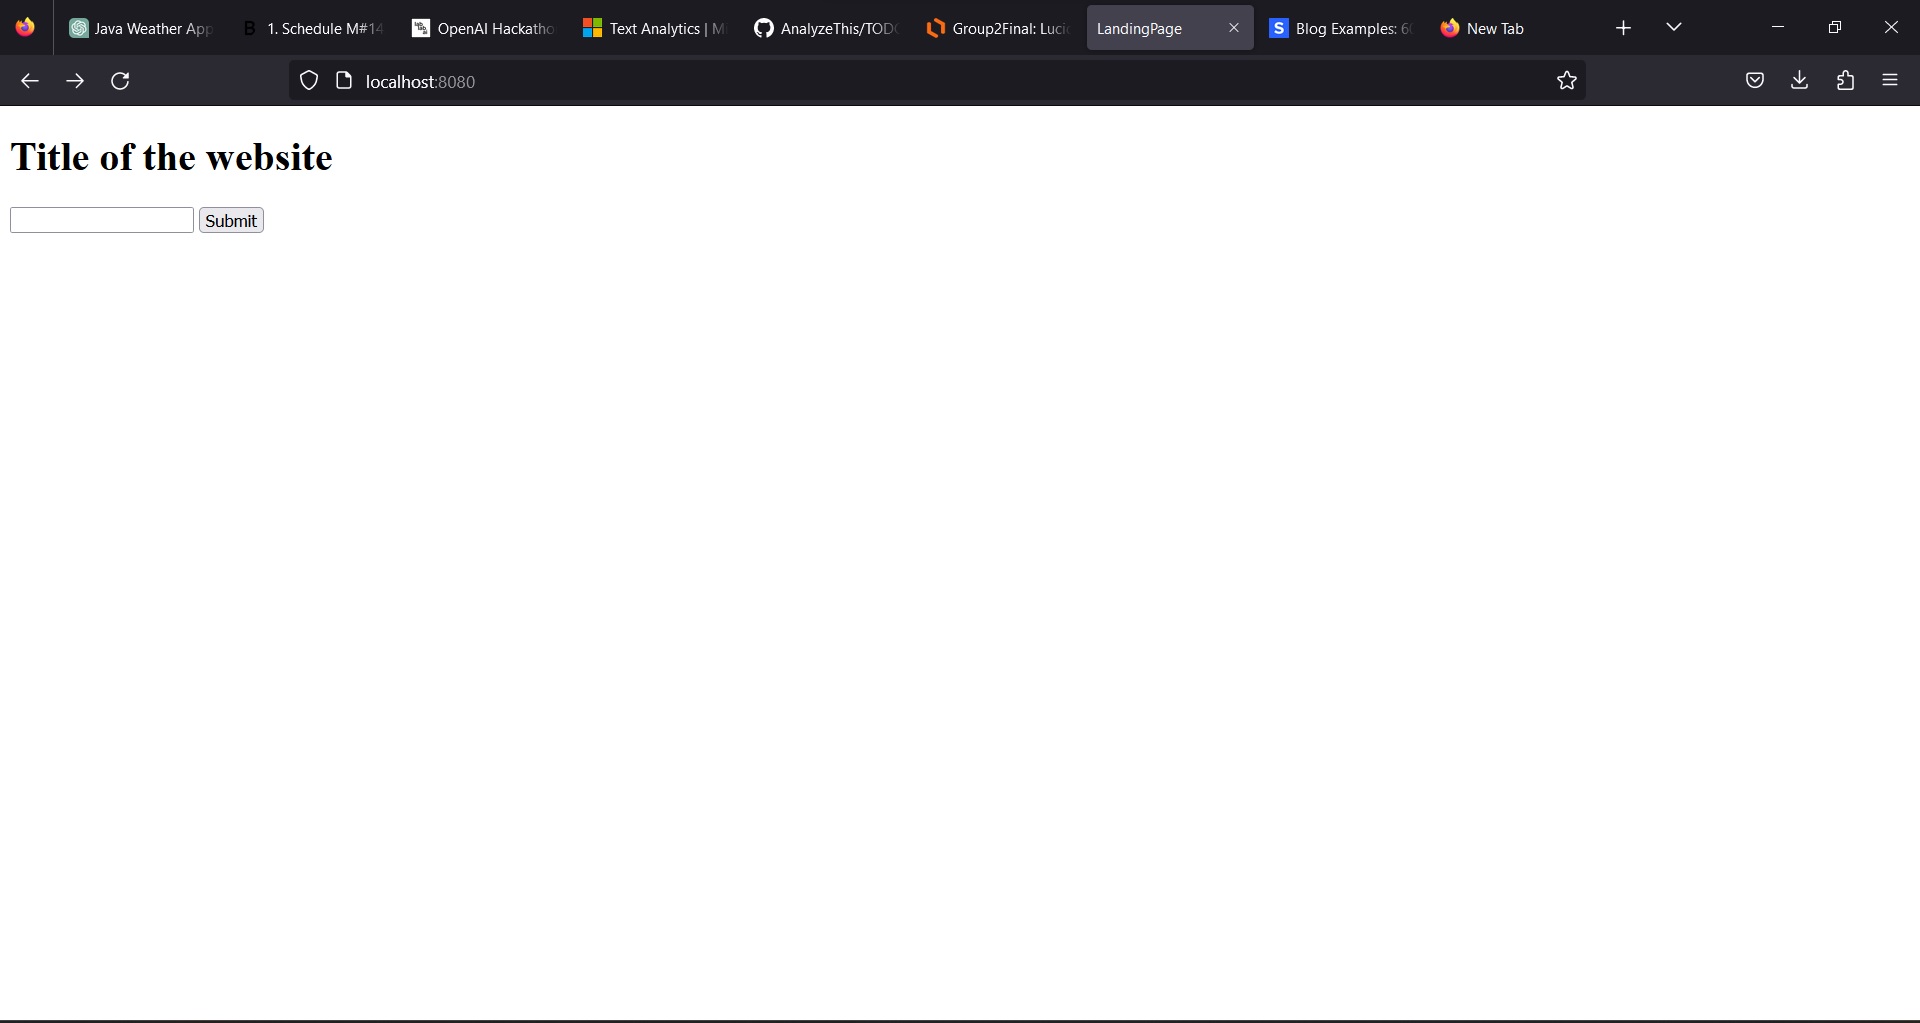 Java Weather App
B 1. Schedule M#14
OpenAI Hackatho
Text Analytics | M
AnalyzeThis/TOD
Group2Final: Luci
LandingPage
S Blog Examples: 6
New Tab
localhost:8080
Title of the website
Submit